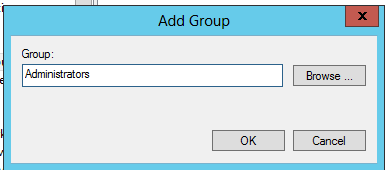 Add Group
x
Group:
Administrators
Browse ...
OK
Cancel